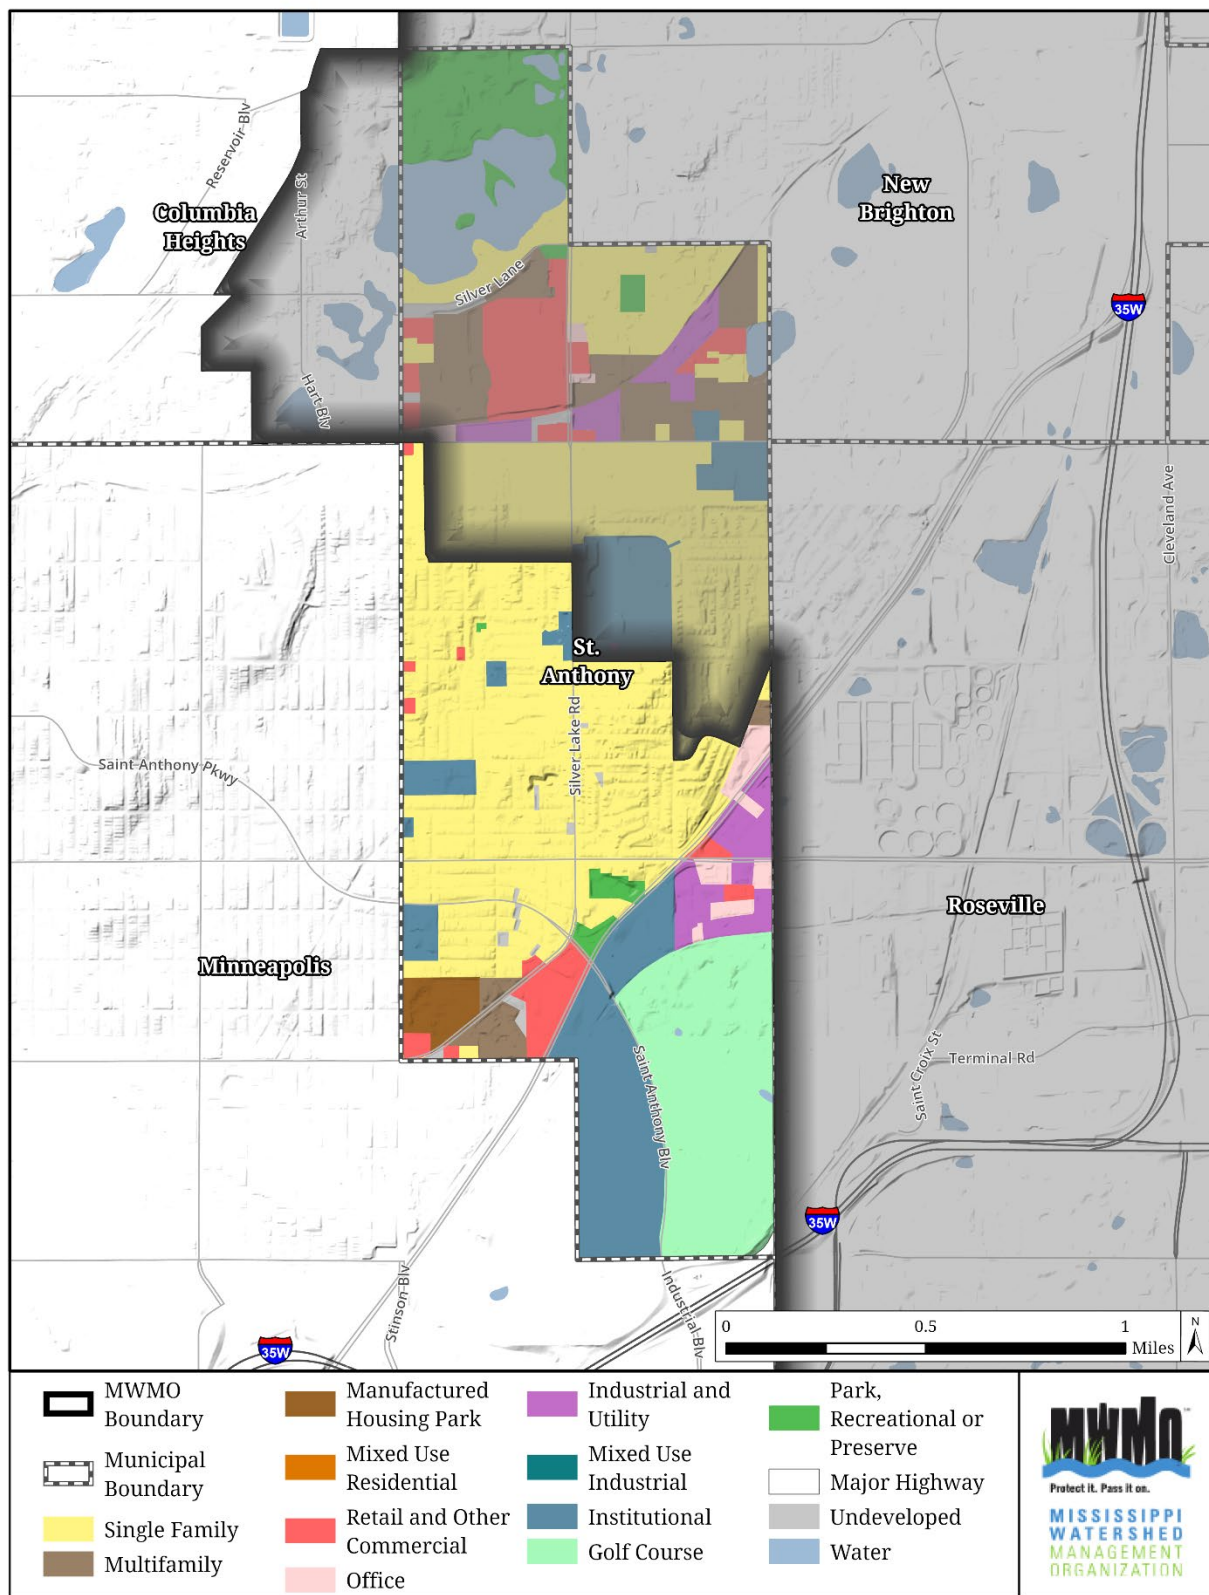 Reservoir Blv
Arthur St
Columbia
Heights
New
Brighton
Silver Lane
35W
Hart Blv
Cleveland Ave
St.
Anthony
Silver Lake Rd
Saint Anthony Pkwy
Roseville
Minneapolis
Saint Croix St
Terminal Rd
Saint Anthony Blv
35W
Stinson Blv
Industrial Blv
35W
0 0.5 1
Miles
N
MWMO
Boundary
Municipal
Boundary
Single Family
Multifamily
Manufactured
Housing Park
Mixed Use
Residential
Retail and Other
Commercial
Office
Industrial and
Utility
Mixed Use
Industrial
Institutional
Golf Course
Park,
Recreational or
Preserve
Major Highway
Undeveloped
Water
MWMO
Protect it. Pass it on.
MISSISSIPPI
WATERSHED
MANAGEMENT
ORGANIZATION